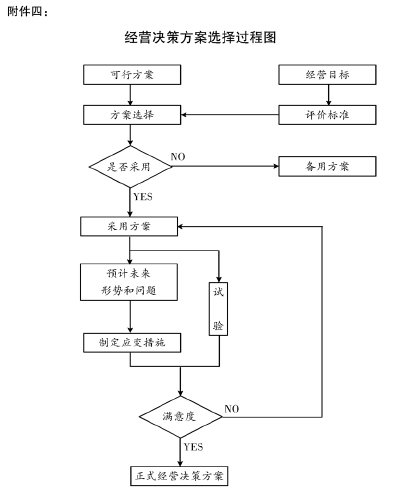 附件四：
经营决策方案选择过程图
可行方案
经营目标
方案选择
评价标准
是否采用
NO
备用方案
YES
采用方案
预计未来
形势和问题
试
验
制定应变措施
满意度
NO
YES
正式经营决策方案